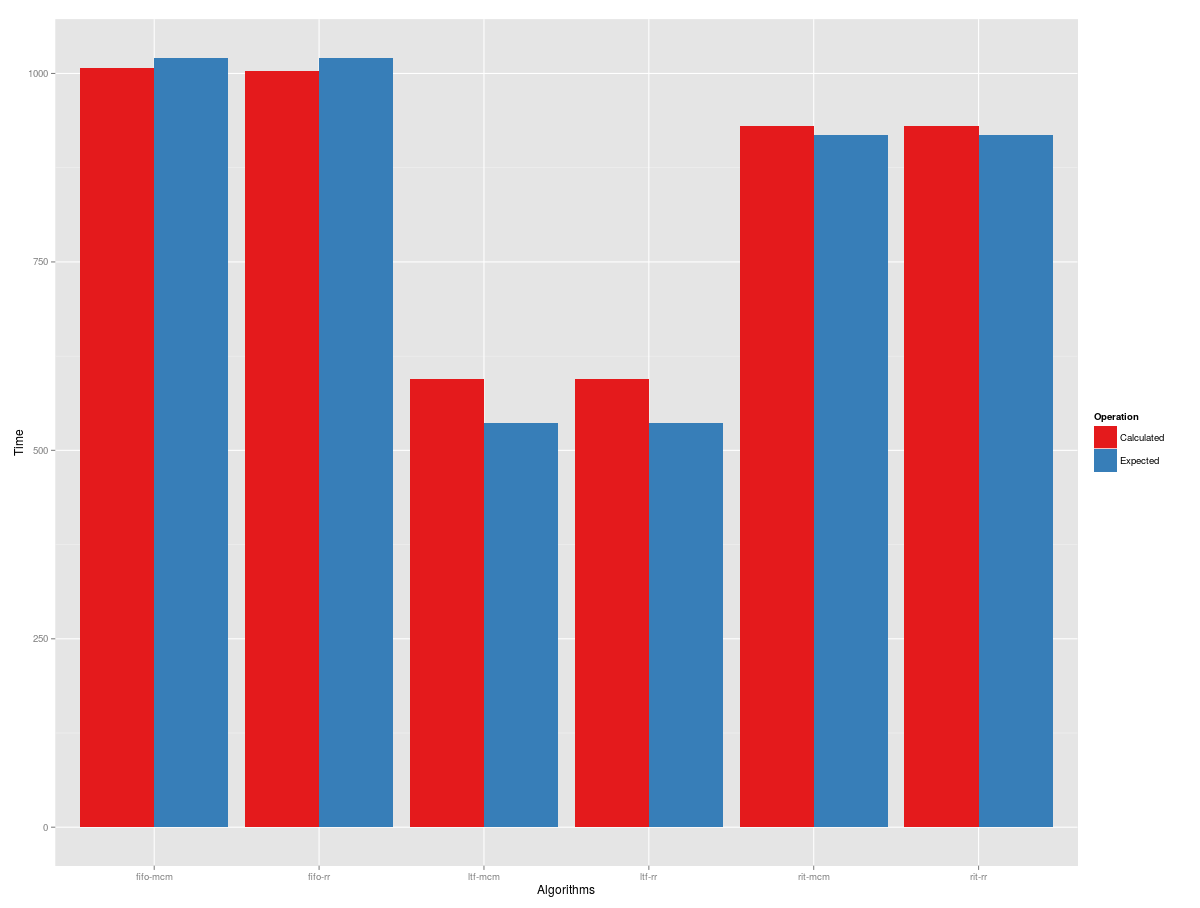 1000
750
500
250
0
Time
fifo-mcm fifo-rr ltf-mcm ltf-rr rit-mcm rit-rr
Algorithms
Operation
Calculated
Expected